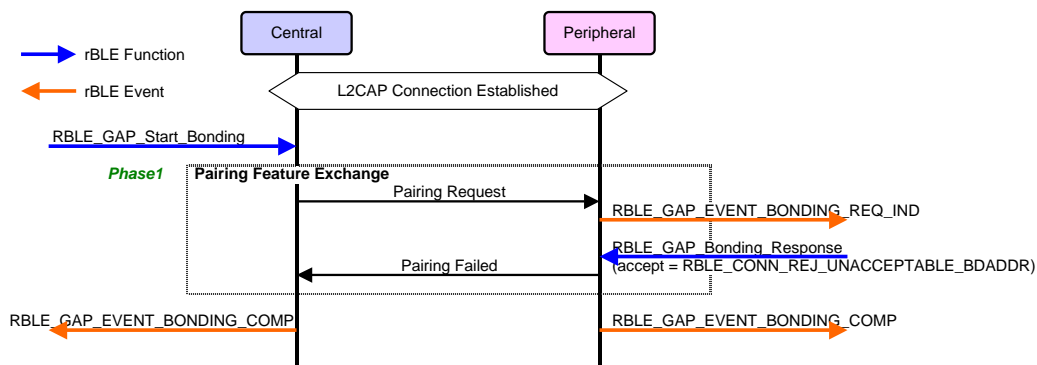 Central
Peripheral
rBLE Function
rBLE Event
L2CAP Connection Established
RBLE_GAP_Start_Bonding
Phase1
Pairing Feature Exchange
Pairing Request
RBLE_GAP_EVENT_BONDING_REQ_IND
RBLE_GAP_Bonding_Response
(accept = RBLE_CONN_REJ_UNACCEPTABLE_BDADDR)
Pairing Failed
RBLE_GAP_EVENT_BONDING_COMP
RBLE_GAP_EVENT_BONDING_COMP